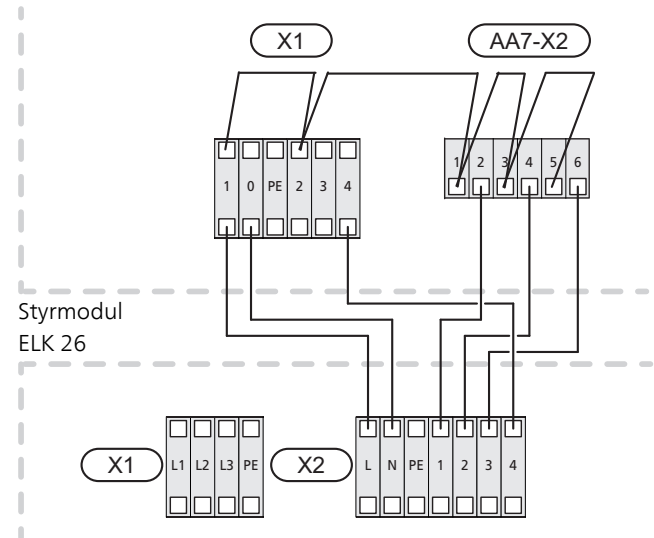 X1 AA7-X2
1 0 PE 2 3 4 1 2 3 4 5 6
Styrmodul
ELK 26
X1 L1 L2 L3 PE X2 L N PE 1 2 3 4